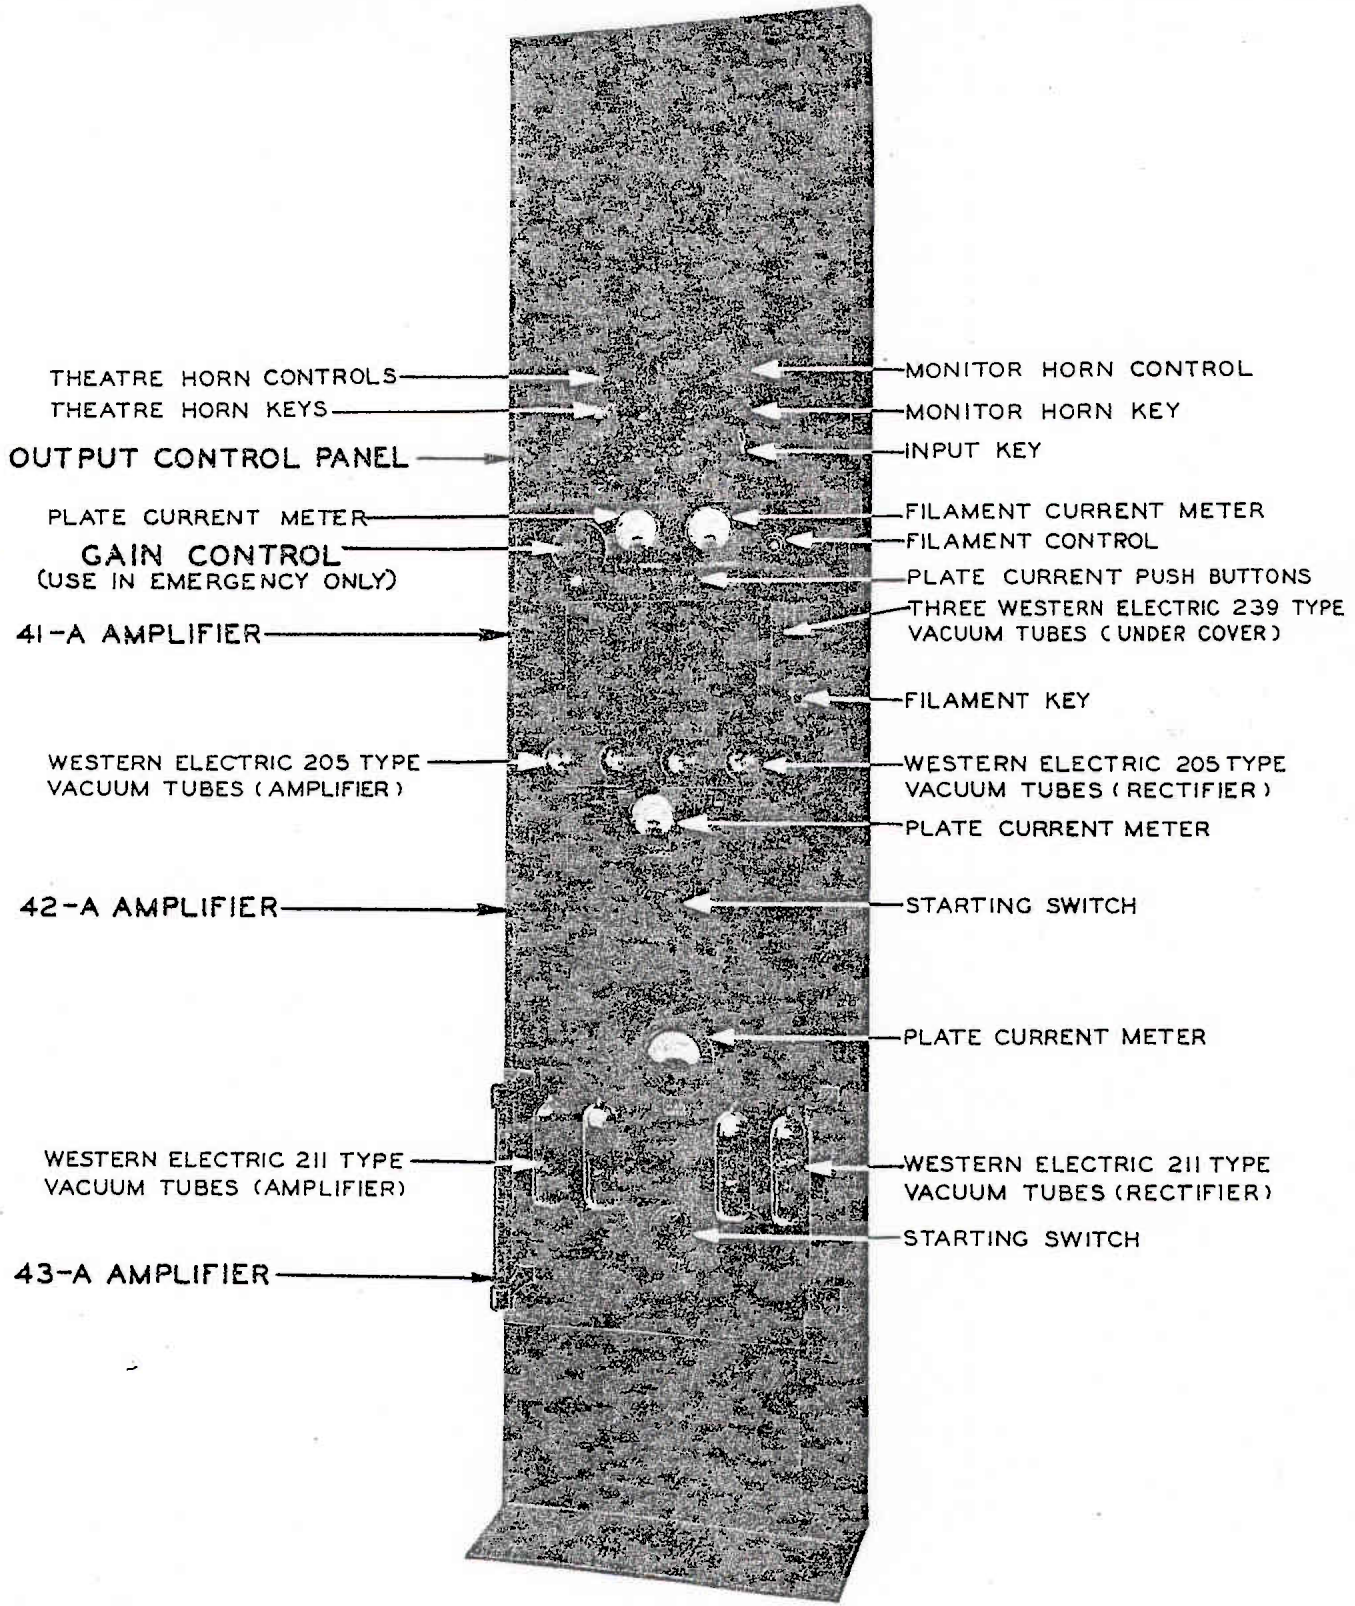 THEATRE HORN CONTROLS
THEATRE HORN KEYS
OUTPUT CONTROL PANEL
PLATE CURRENT METER
GAIN CONTROL
(USE IN EMERGENCY ONLY)
41-A AMPLIFIER
WESTERN ELECTRIC 205 TYPE
VACUUM TUBES (AMPLIFIER)
42-A AMPLIFIER
WESTERN ELECTRIC 211 TYPE
VACUUM TUBES (AMPLIFIER)
43-A AMPLIFIER
MONITOR HORN CONTROL
MONITOR HORN KEY
INPUT KEY
FILAMENT CURRENT METER
FILAMENT CONTROL
PLATE CURRENT PUSH BUTTONS
THREE WESTERN ELECTRIC 239 TYPE
VACUUM TUBES (UNDER COVER)
FILAMENT KEY
WESTERN ELECTRIC 205 TYPE
VACUUM TUBES (RECTIFIER)
PLATE CURRENT METER
STARTING SWITCH
PLATE CURRENT METER
WESTERN ELECTRIC 211 TYPE
VACUUM TUBES (RECTIFIER)
STARTING SWITCH